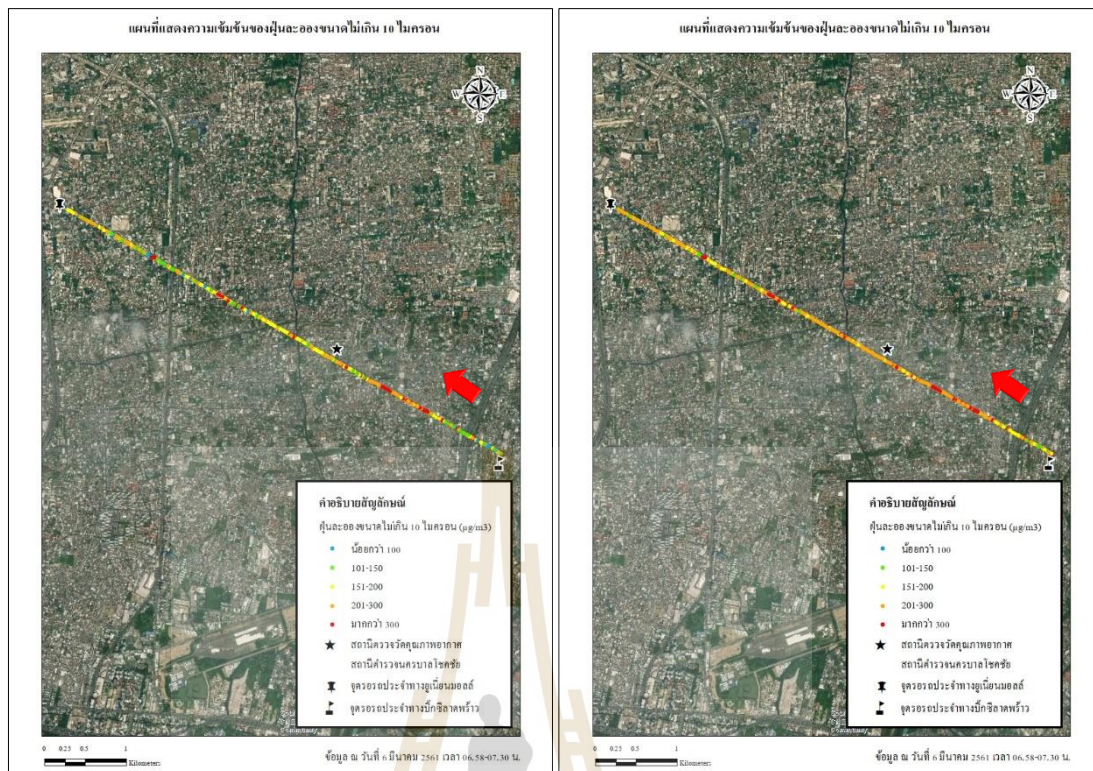 แผนที่แสดงความเข้มข้นของฝุ่นละอองขนาดไม่เกิน 10 ไมครอน
N
W E
S
คำอธิบายสัญลักษณ์
ฝุ่นละอองขนาดไม่เกิน 10 ไมครอน (µg/m3)
น้อยกว่า 100
101-150
151-200
201-300
มากกว่า 300
สถานีตรวจวัดคุณภาพอากาศ
สถานีตำรวจนครบาลโชคชัย
จุดรอรถประจำทางยูเนี่ยนมอลล์
จุดรอรถประจำทางบิ๊กซีลาดพร้าว
0 0.25 0.5 1
Kilometers
ข้อมูล ณ วันที่ 6 มีนาคม 2561 เวลา 06.58-07.30 น.
แผนที่แสดงความเข้มข้นของฝุ่นละอองขนาดไม่เกิน 10 ไมครอน
N
W E
S
คำอธิบายสัญลักษณ์
ฝุ่นละอองขนาดไม่เกิน 10 ไมครอน (µg/m3)
น้อยกว่า 100
101-150
151-200
201-300
มากกว่า 300
สถานีตรวจวัดคุณภาพอากาศ
สถานีตำรวจนครบาลโชคชัย
จุดรอรถประจำทางยูเนี่ยนมอลล์
จุดรอรถประจำทางบิ๊กซีลาดพร้าว
0 0.25 0.5 1
Kilometers
ข้อมูล ณ วันที่ 6 มีนาคม 2561 เวลา 06.58-07.30 น.